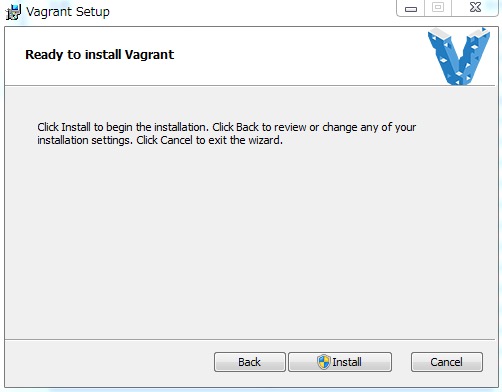 Vagrant Setup
Ready to install Vagrant
Click Install to begin the installation. Click Back to review or change any of your
installation settings. Click Cancel to exit the wizard.
Back
Install
Cancel